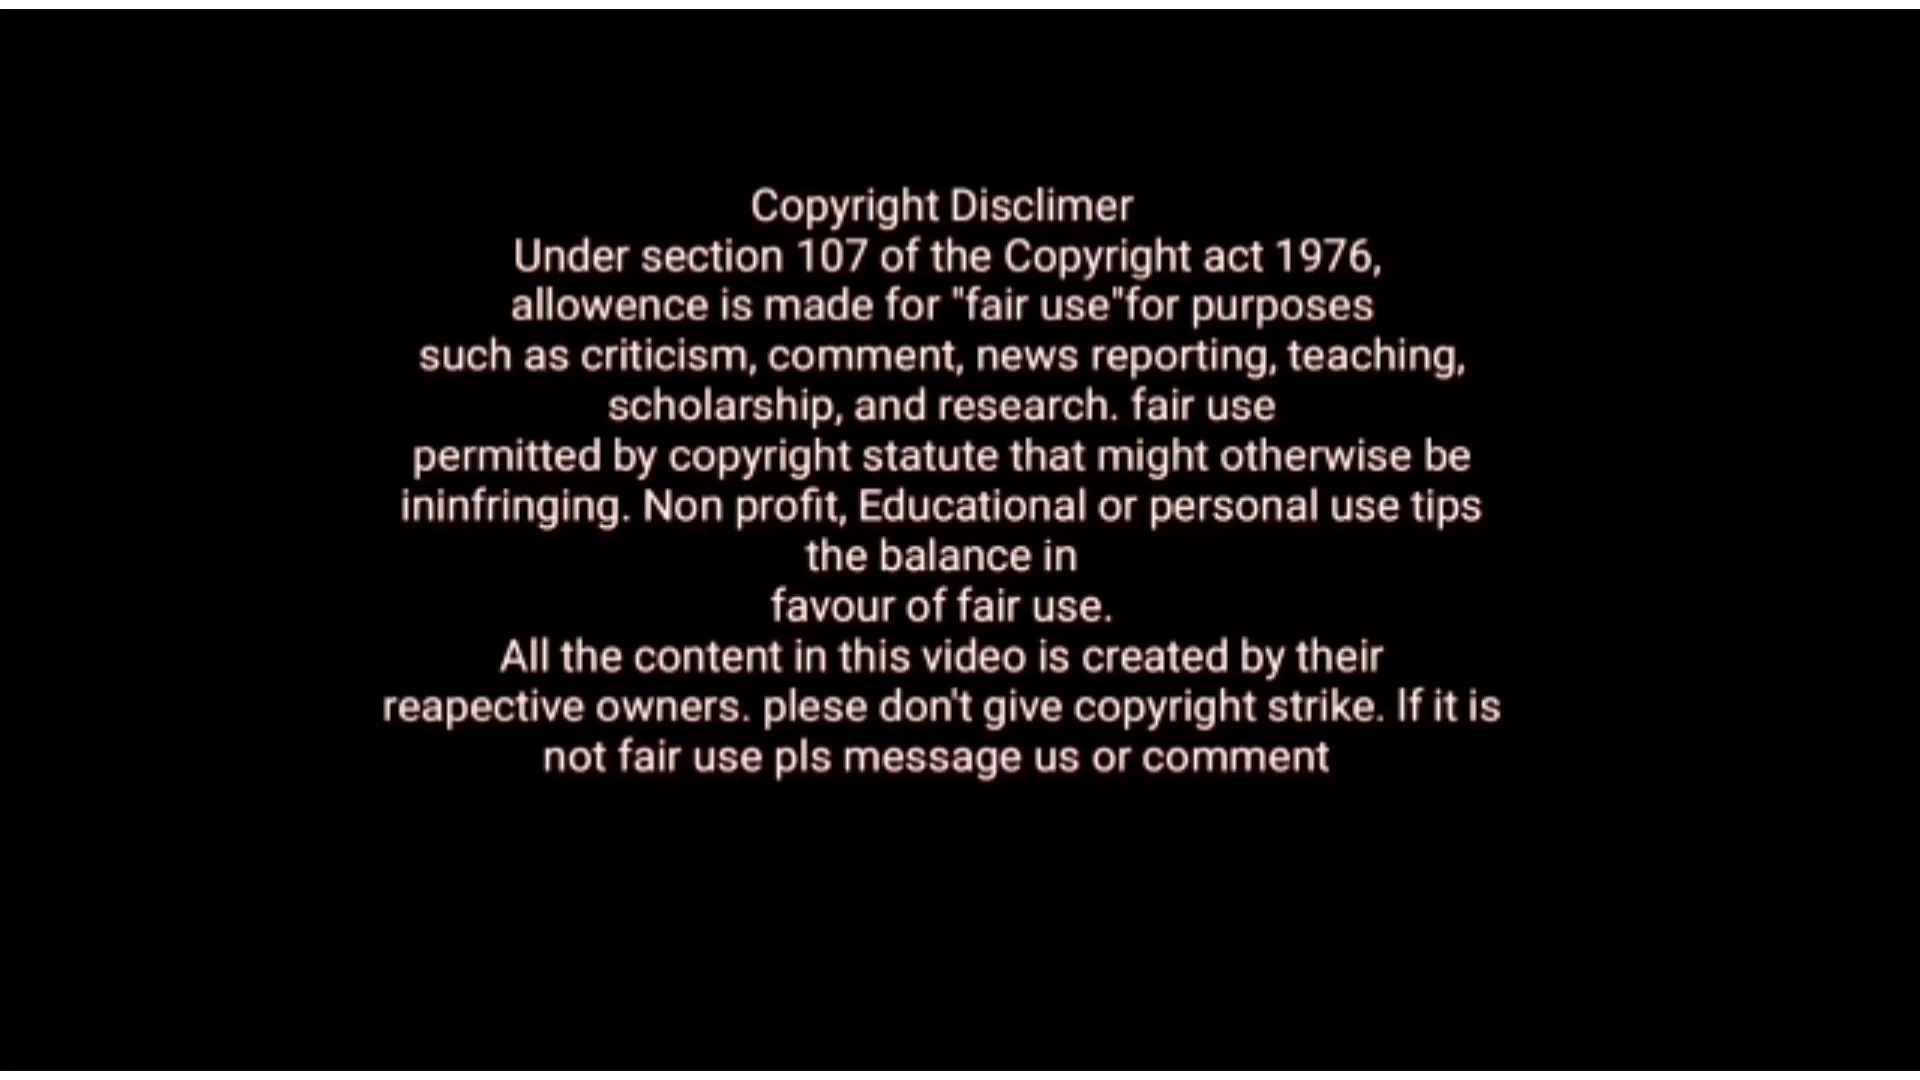 Copyright Disclimer
Under section 107 of the Copyright act 1976,
allowence is made for "fair use"for purposes
such as criticism, comment, news reporting, teaching,
scholarship, and research. fair use
permitted by copyright statute that might otherwise be
ininfringing. Non profit, Educational or personal use tips
the balance in
favour of fair use.
All the content in this video is created by their
reapective owners. plese don't give copyright strike. If it is
not fair use pls message us or comment